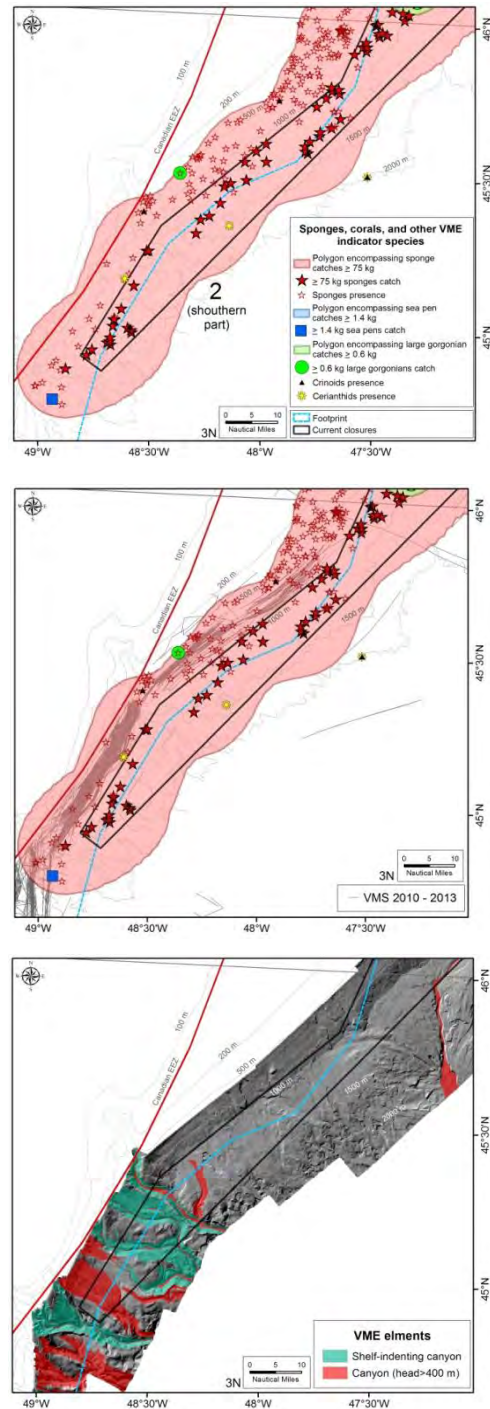 N
46°N
100 m
Canadian EEZ
200 m
500 m
1000 m
1500 m
2000 m
45°30'N
2
(shouthern
part)
Sponges, corals, and other VME
indicator species
Polygon encompassing sponge
catches ≥ 75 kg
≥ 75 kg sponges catch
Sponges presence
Polygon encompassing sea pen
catches ≥ 1.4 kg
≥ 1.4 kg sea pens catch
Polygon encompassing large gorgonian
catches ≥ 0.6 kg
≥ 0.6 kg large gorgonians catch
Crinoids presence
Cerianthids presence
Footprint
Current closures
45°N
0 5 10
Nautical Miles
3N
49°W 48°30'W 48°W 47°30'W
N
46°N
100 m
Canadian EEZ
200 m
500 m
1000 m
1500 m
45°30'N
45°N
0 5 10
Nautical Miles
3N
VMS 2010 - 2013
49°W 48°30'W 48°W 47°30'W
N
46°N
100 m
200 m
500 m
Canadian EEZ
1000 m
1500 m
2000 m
45°30'N
45°N
VME elments
Shelf-indenting canyon
Canyon (head>400 m)
0 5 10
Nautical Miles
3N
49°W 48°30'W 48°W 47°30'W